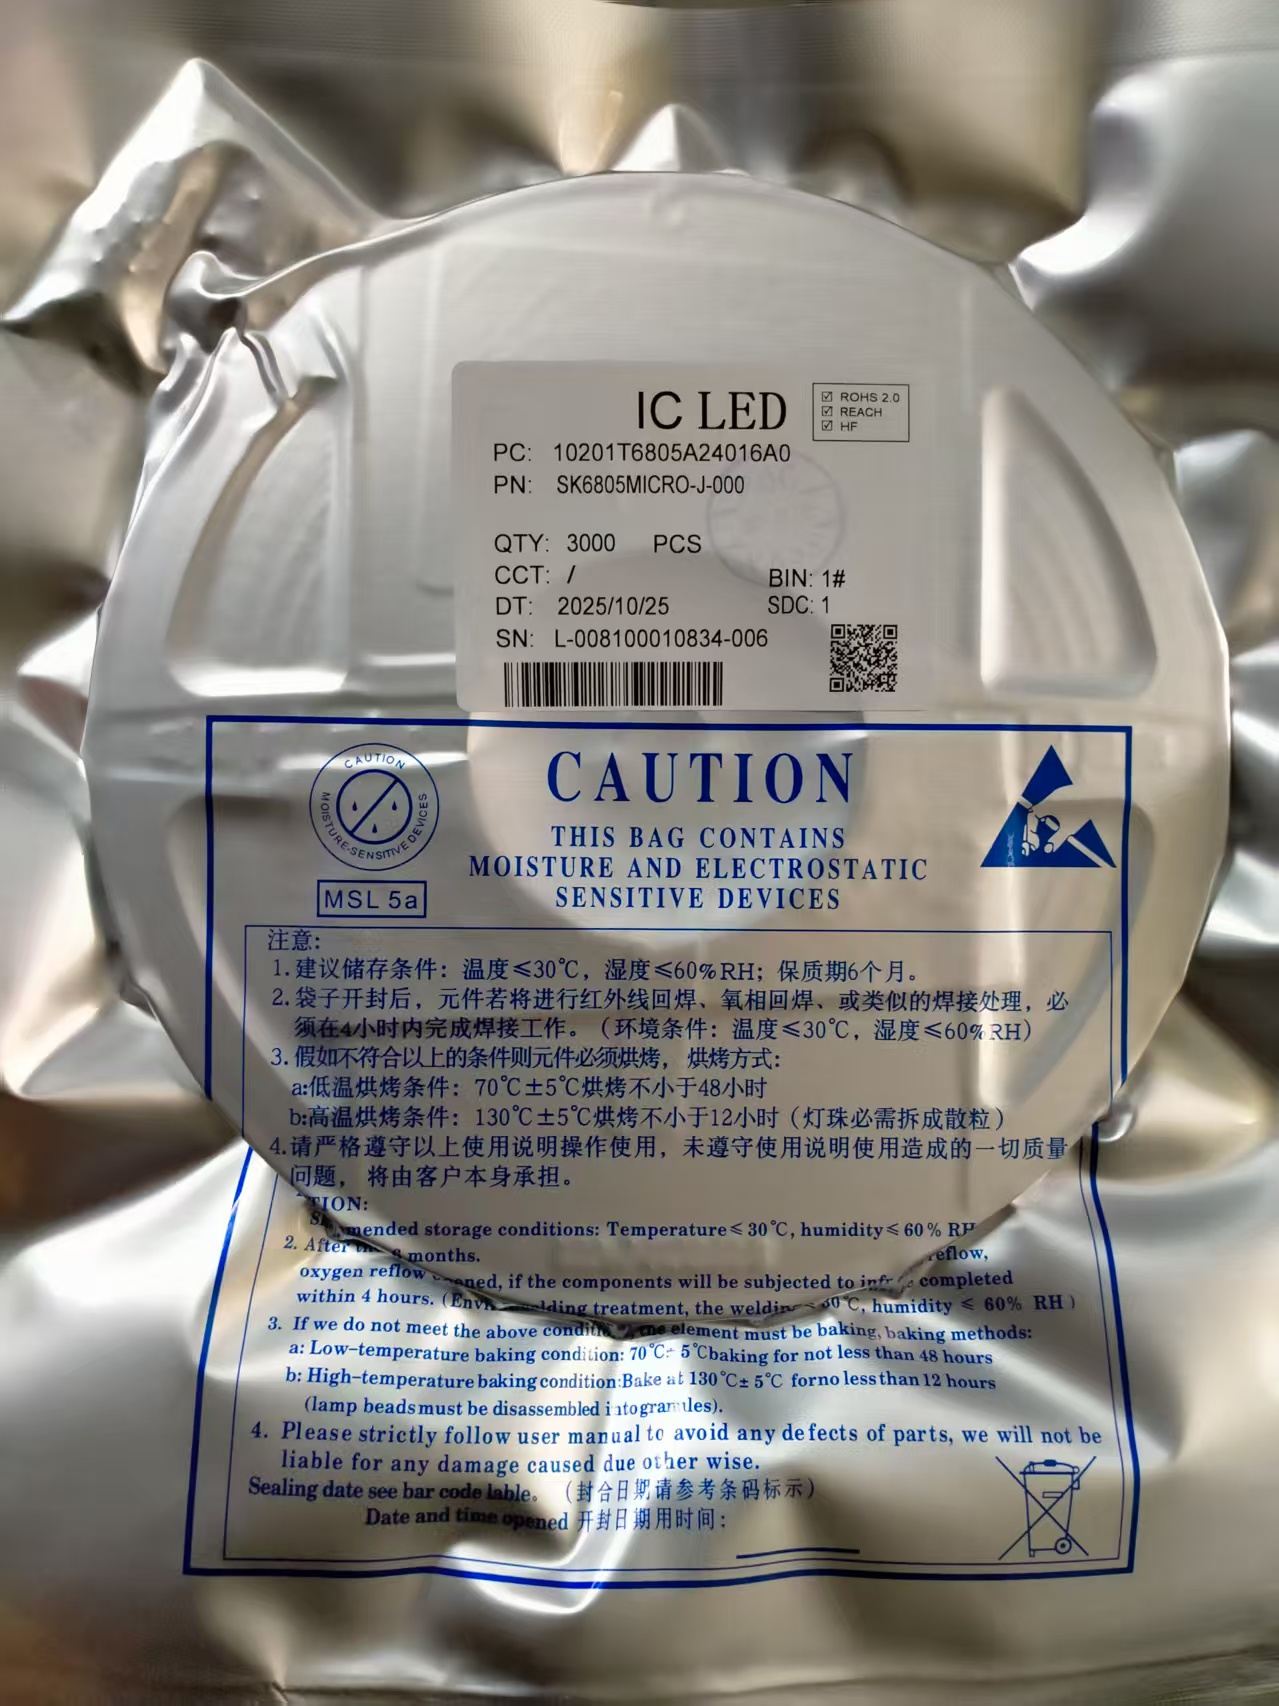 IC LED
☑ ROHS 2.0
☑ REACH
☑ HF
PC: 10201T6805A24016A0
PN: SK6805MICRO-J-000
QTY: 3000 PCS
CCT: /
BIN: 1#
DT: 2025/10/25
SDC: 1
SN: L-008100010834-006
CAUTION
MOISTURE-SENSITIVE DEVICES
MSL 5a
CAUTION
THIS BAG CONTAINS
MOISTURE AND ELECTROSTATIC
SENSITIVE DEVICES
注意:
1.建议储存条件: 温度≤30℃, 湿度≤60%RH; 保质期6个月。
2.袋子开封后, 元件若将进行红外线回焊、氧相回焊、或类似的焊接处理, 必
须在4小时内完成焊接工作。(环境条件: 温度≤30℃, 湿度≤60%RH)
3.假如不符合以上的条件则元件必须烘烤, 烘烤方式:
a:低温烘烤条件: 70℃±5℃烘烤不小于48小时
b:高温烘烤条件: 130℃±5℃烘烤不小于12小时 (灯珠必需拆成散粒)
4.请严格遵守以上使用说明操作使用, 未遵守使用说明使用造成的一切质量
问题, 将由客户本身承担。
TION:
mended storage conditions: Temperature≤30℃, humidity≤60% RH
months.
2. After reflow,
oxygen reflow ned, if the components will be subjected to completed
within 4 hours. ( lding treatment, the ℃, humidity ≤ 60% RH )
3. If we do not meet the above element must be baking, baking methods:
a: Low-temperature baking condition: 70℃± 5℃baking for not less than 48 hours
b: High-temperature baking condition:Bake at 130℃± 5℃ forno less than 12 hours
(lamp beads must be disassembled intogranules).
4. Please strictly follow user manual to avoid any defects of parts, we will not be
liable for any damage caused due other wise.
Sealing date see bar code lable。 (封合日期请参考条码标示)
Date and time opened 开封日期用时间: